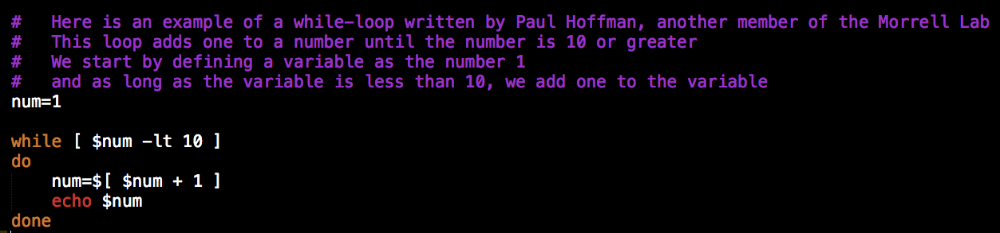 #   Here is an example of a while-loop written by Paul Hoffman, another member of the Morrell Lab
#   This loop adds one to a number until the number is 10 or greater
#   We start by defining a variable as the number 1
#   and as long as the variable is less than 10, we add one to the variable
num=1

while [ $num -lt 10 ]
do
    num=$[ $num + 1 ]
    echo $num
done